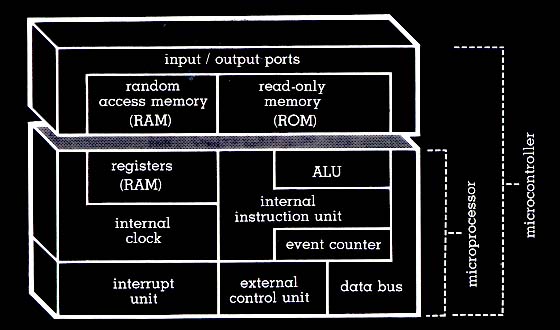 input / output ports
random
access memory
(RAM)
read-only
memory
(ROM)
registers
(RAM)
ALU
internal
clock
internal
instruction unit
event counter
interrupt
unit
external
control unit
data bus
microprocessor
microcontroller